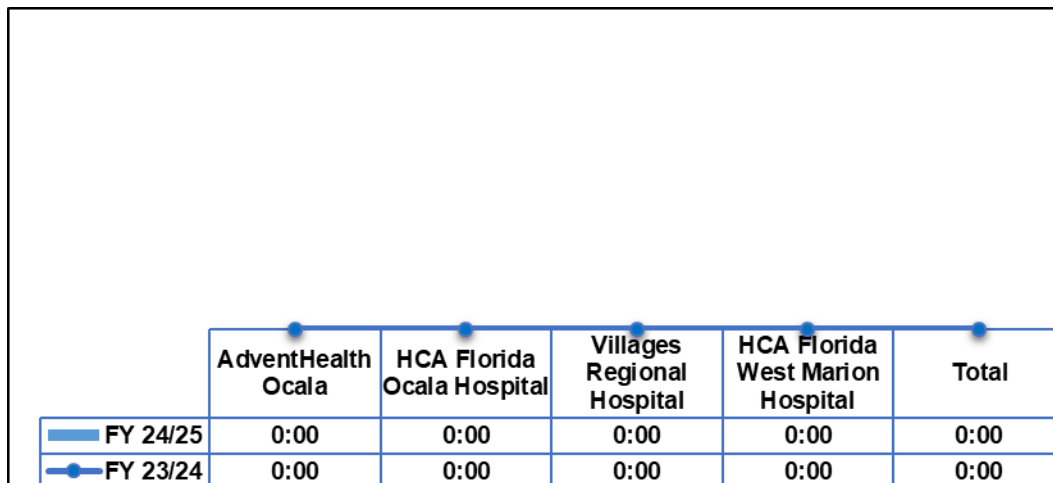 AdventHealth
Ocala
HCA Florida
Ocala Hospital
Villages
Regional
Hospital
HCA Florida
West Marion
Hospital
Total
FY 24/25 0:00 0:00 0:00 0:00 0:00
FY 23/24 0:00 0:00 0:00 0:00 0:00